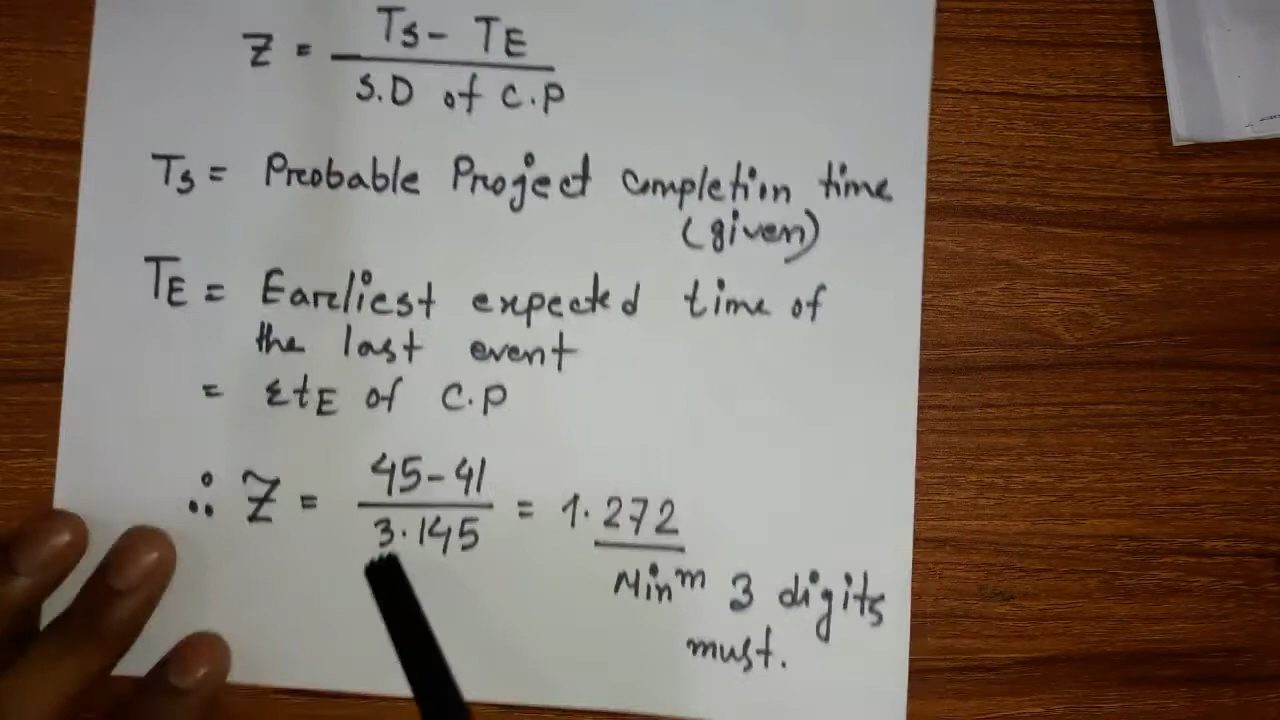 Z = Ts - TE
S.D of C.P
Ts = Probable Project completion time
(given)
TE = Earliest expected time of
the last event
= ΣtE of C.P
∴ Z = 45-41 / 3.145 = 1.272
Minm 3 digits
must.